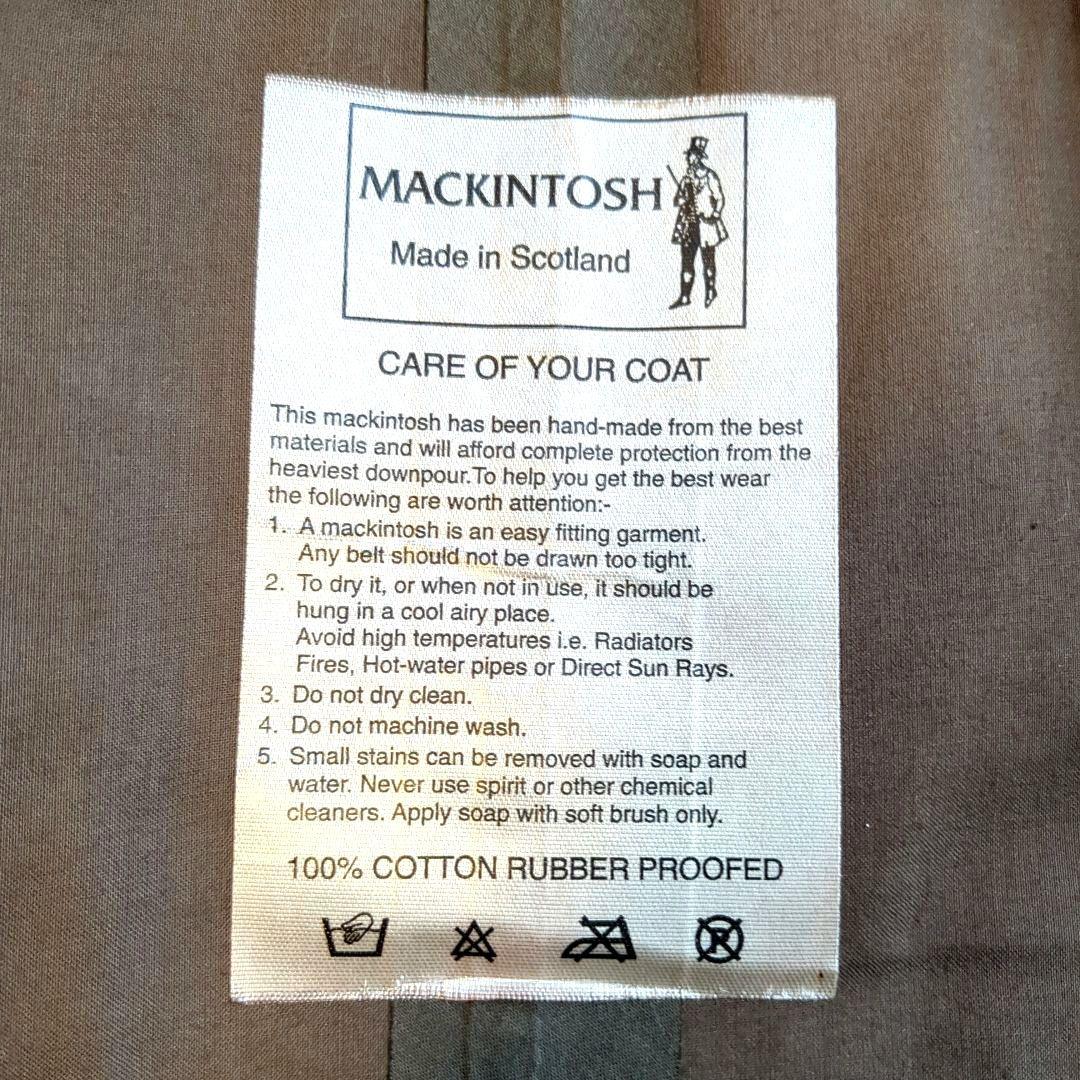 MACKINTOSH
Made in Scotland
CARE OF YOUR COAT
This mackintosh has been hand-made from the best
materials and will afford complete protection from the
heaviest downpour.To help you get the best wear
the following are worth attention:-
1. A mackintosh is an easy fitting garment.
Any belt should not be drawn too tight.
2. To dry it, or when not in use, it should be
hung in a cool airy place.
Avoid high temperatures i.e. Radiators
Fires, Hot-water pipes or Direct Sun Rays.
3. Do not dry clean.
4. Do not machine wash.
5. Small stains can be removed with soap and
water. Never use spirit or other chemical
cleaners. Apply soap with soft brush only.
100% COTTON RUBBER PROOFED
R